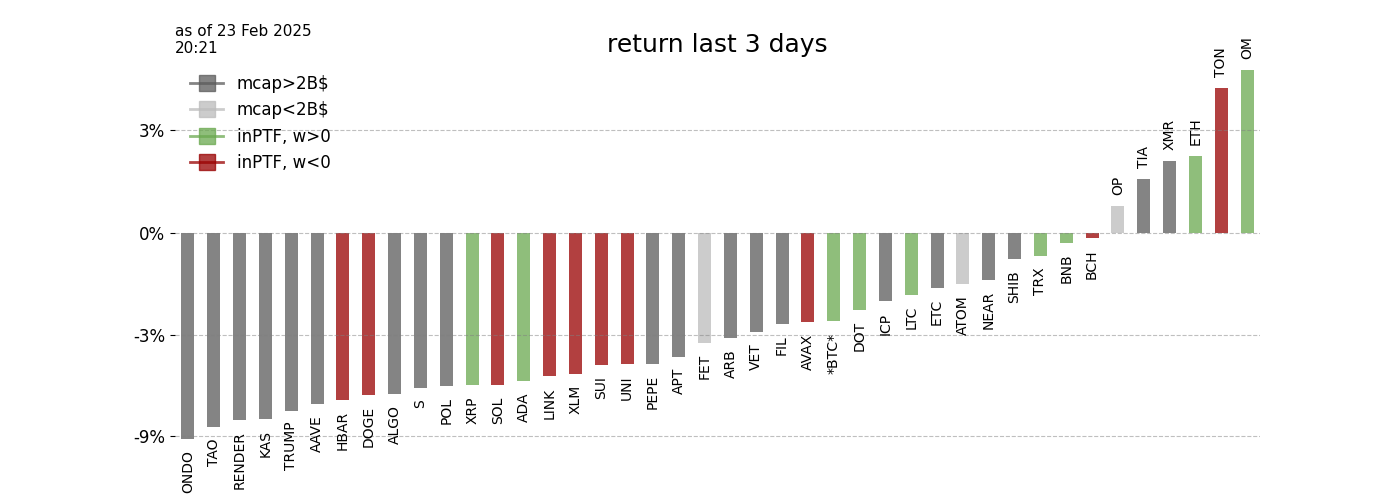 as of 23 Feb 2025
20:21
return last 3 days
mcap>2B$
mcap<2B$
inPTF, w>0
inPTF, w<0
3%
0%
-3%
-9%
ONDO
TAO
RENDER
KAS
TRUMP
AAVE
HBAR
DOGE
ALGO
S
POL
XRP
SOL
ADA
LINK
XLM
SUI
UNI
PEPE
APT
FET
ARB
VET
FIL
AVAX
*BTC*
DOT
ICP
LTC
ETC
ATOM
NEAR
SHIB
TRX
BNB
BCH
OP
TIA
XMR
ETH
TON
OM